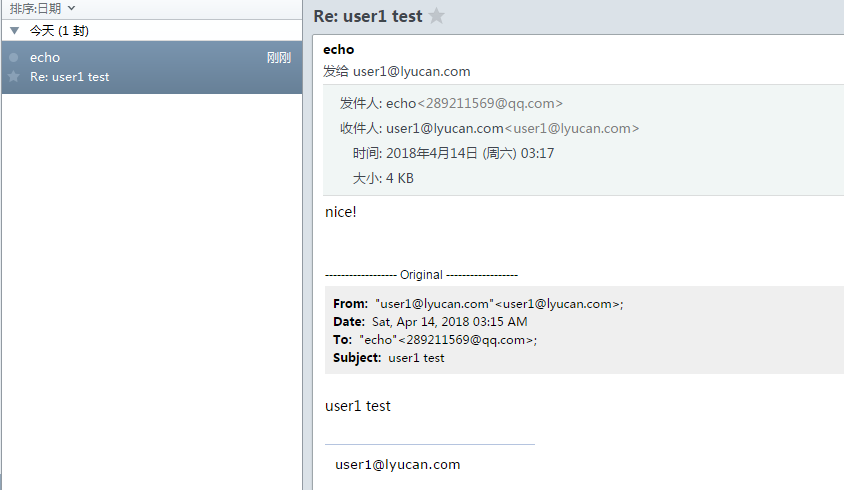 排序:日期
今天 (1 封)
echo 刚刚
Re: user1 test
Re: user1 test
echo
发给 user1@lyucan.com
发件人: echo<289211569@qq.com>
收件人: user1@lyucan.com<user1@lyucan.com>
时间: 2018年4月14日 (周六) 03:17
大小: 4 KB
nice!
------------------ Original ------------------
From: "user1@lyucan.com"<user1@lyucan.com>;
Date: Sat, Apr 14, 2018 03:15 AM
To: "echo"<289211569@qq.com>;
Subject: user1 test
user1 test
user1@lyucan.com